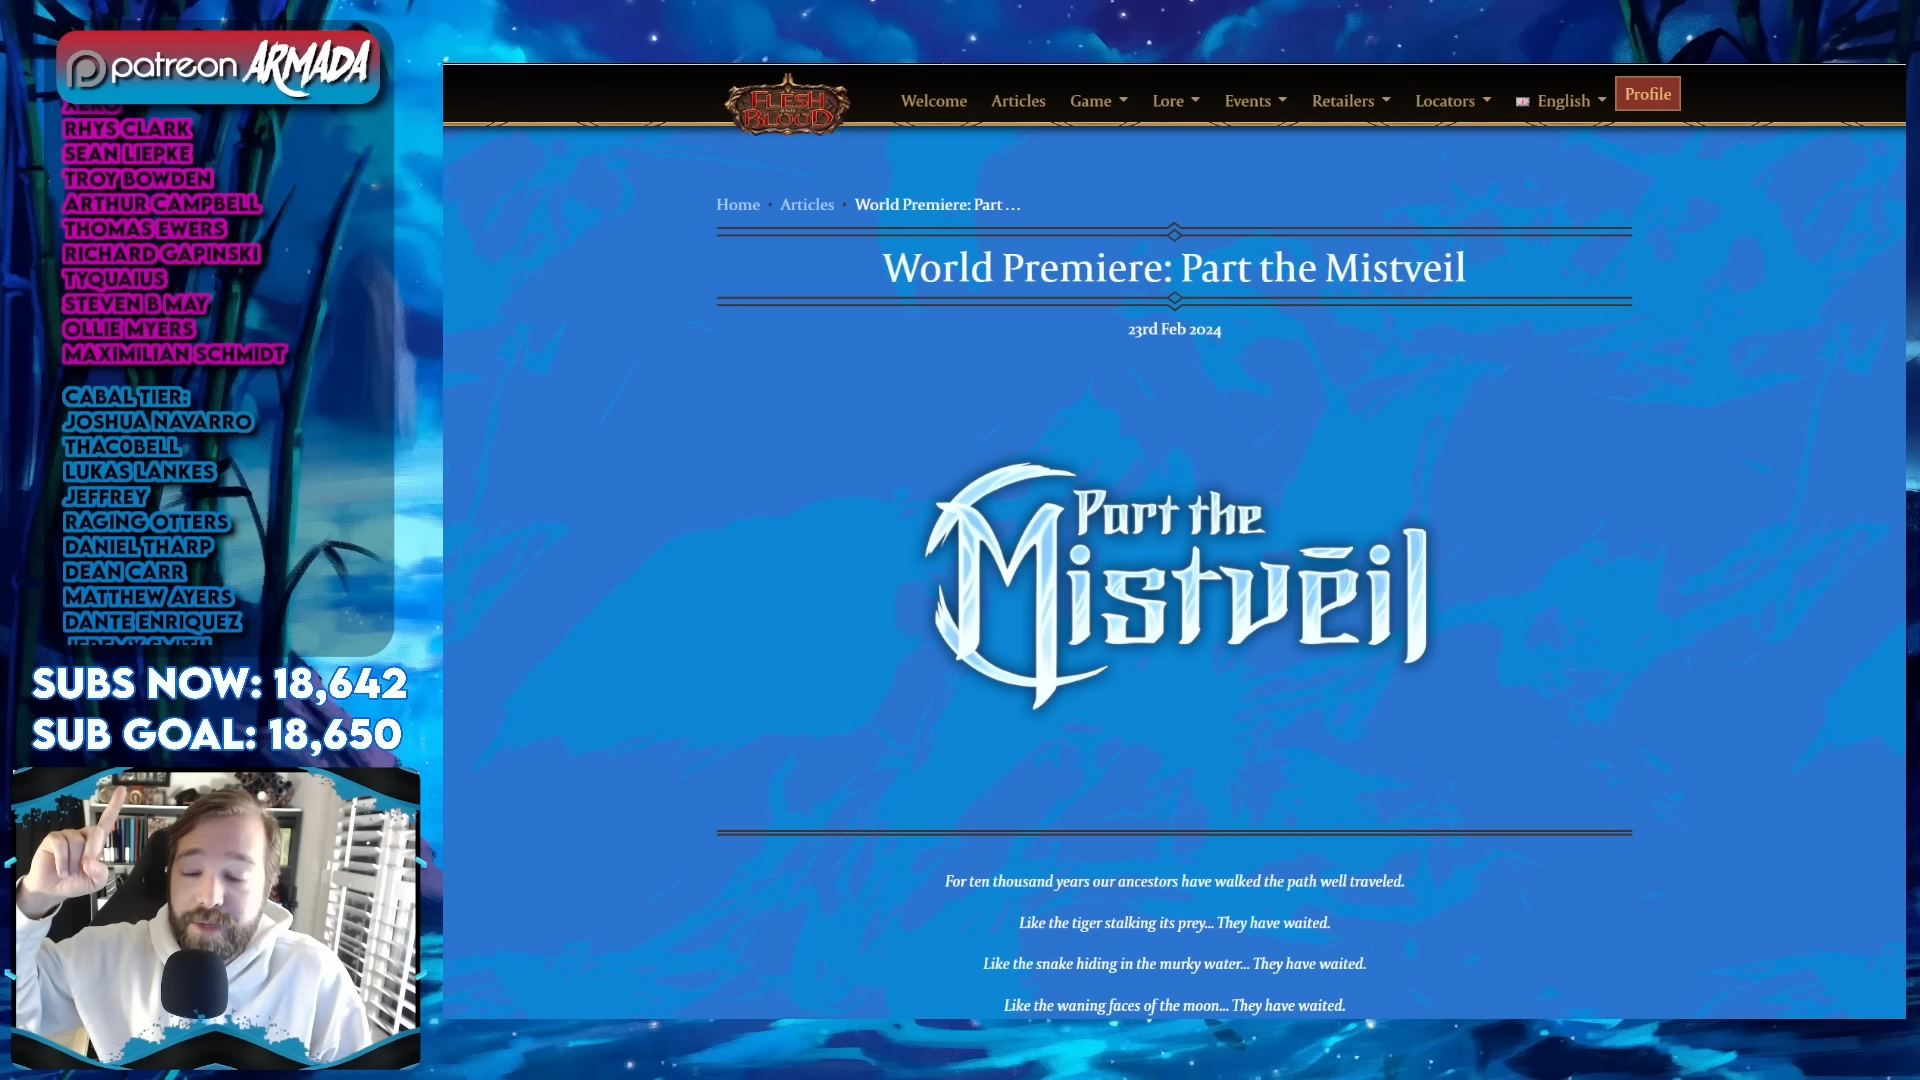 patreon ARMADA
XERO
RHYS CLARK
SEAN LIEPKE
TROY BOWDEN
ARTHUR CAMPBELL
THOMAS EWERS
RICHARD GAPINSKI
TYQUAIUS
STEVEN B MAY
OLLIE MYERS
MAXIMILIAN SCHMIDT
CABAL TIER:
JOSHUA NAVARRO
THAC0BELL
LUKAS LANKES
JEFFREY
RAGING OTTERS
DANIEL THARP
DEAN CARR
MATTHEW AYERS
DANTE ENRIQUEZ
JEREMY SMITH
SUBS NOW: 18,642
SUB GOAL: 18,650
FLESH AND BLOOD
Welcome Articles Game Lore Events Retailers Locators English Profile
Home · Articles · World Premiere: Part ...
World Premiere: Part the Mistveil
23rd Feb 2024
Part the
Mistvēil
For ten thousand years our ancestors have walked the path well traveled.
Like the tiger stalking its prey... They have waited.
Like the snake hiding in the murky water... They have waited.
Like the waning faces of the moon... They have waited.